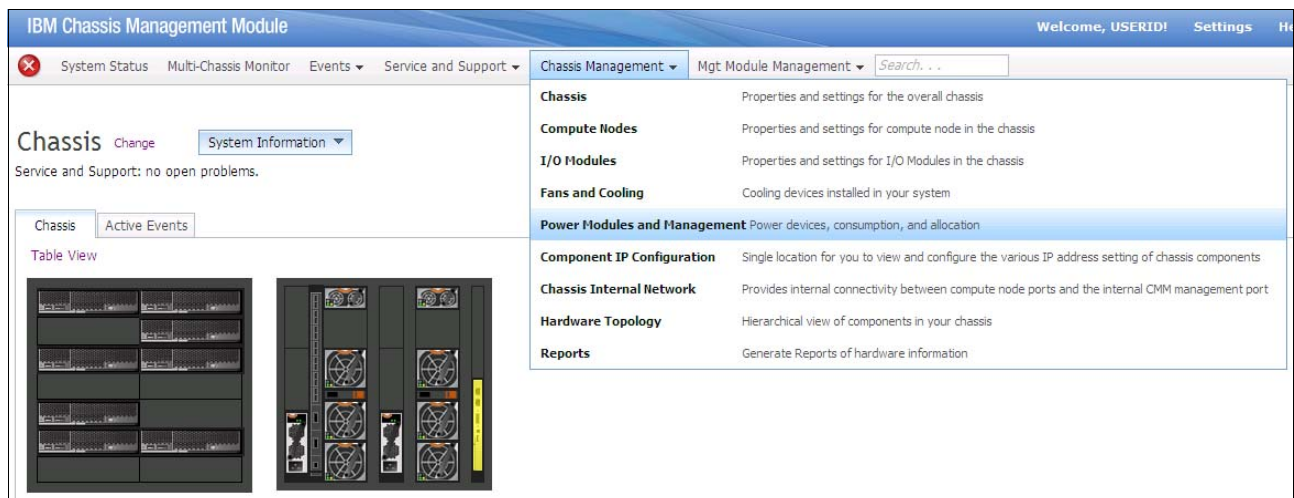 IBM Chassis Management Module Welcome, USERID! Settings
System Status Multi-Chassis Monitor Events Service and Support Chassis Management Mgt Module Management Search. . .
Chassis Properties and settings for the overall chassis
Compute Nodes Properties and settings for compute node in the chassis
I/O Modules Properties and settings for I/O Modules in the chassis
Fans and Cooling Cooling devices installed in your system
Power Modules and Management Power devices, consumption, and allocation
Component IP Configuration Single location for you to view and configure the various IP address setting of chassis components
Chassis Internal Network Provides internal connectivity between compute node ports and the internal CMM management port
Hardware Topology Hierarchical view of components in your chassis
Reports Generate Reports of hardware information
Chassis Change System Information
Service and Support: no open problems.
Chassis Active Events
Table View